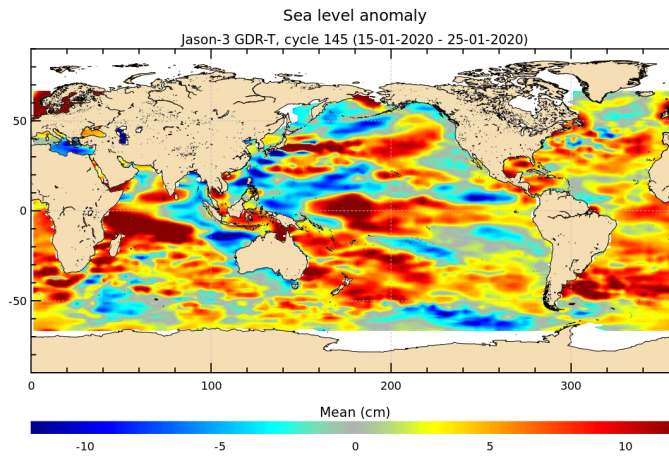 Sea level anomaly
Jason-3 GDR-T, cycle 145 (15-01-2020 - 25-01-2020)
50
0
-50
0 100 200 300
Mean (cm)
-10 -5 0 5 10